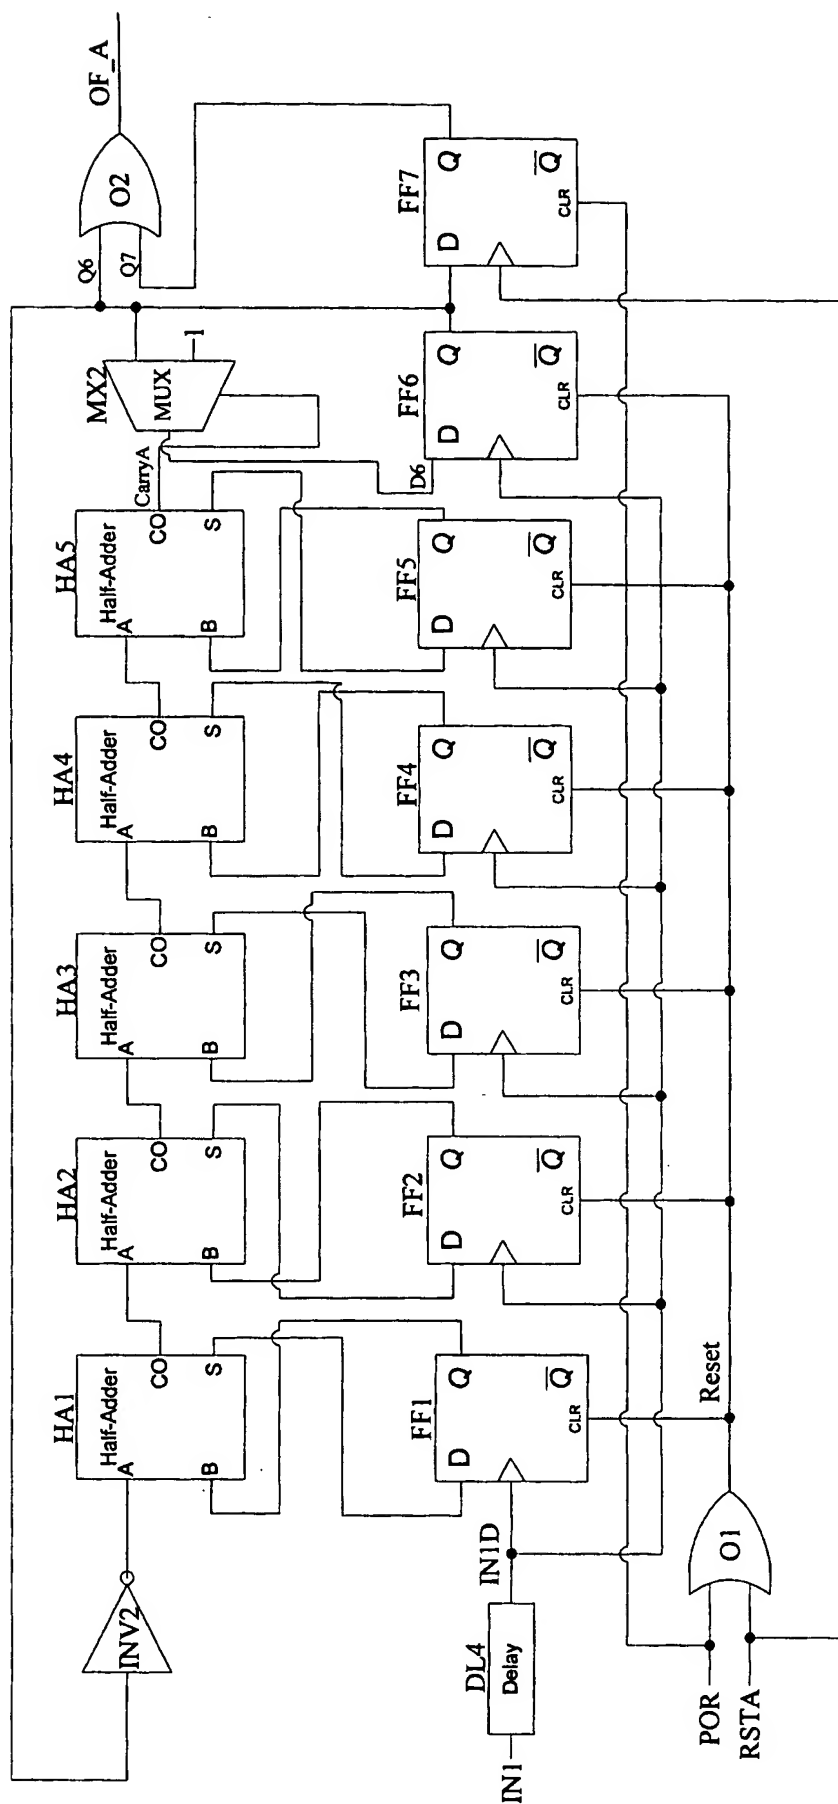 OF_A
O2
Q6
Q7
1
MX2
MUX
CarryA
D6
HA5
Half-Adder
A
B
CO
S
HA4
Half-Adder
A
B
CO
S
HA3
Half-Adder
A
B
CO
S
HA2
Half-Adder
A
B
CO
S
HA1
Half-Adder
A
B
CO
S
INV2
FF7
D
Q
Q
CLR
FF6
D
Q
Q
CLR
FF5
D
Q
Q
CLR
FF4
D
Q
Q
CLR
FF3
D
Q
Q
CLR
FF2
D
Q
Q
CLR
FF1
D
Q
Q
CLR
IN1D
DL4
Delay
IN1
Reset
O1
POR
RSTA